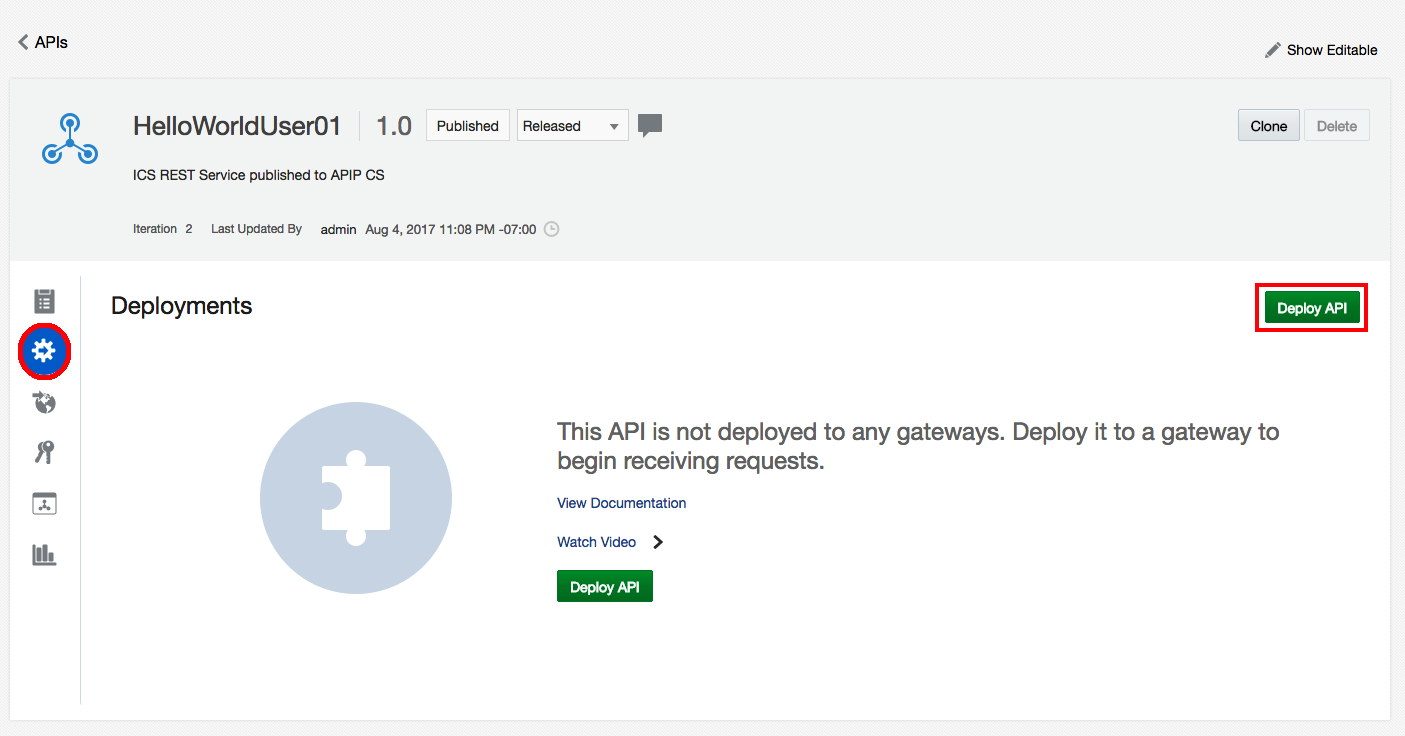 APIs
Show Editable
HelloWorldUser01 1.0 Published Released
Clone Delete
ICS REST Service published to APIP CS
Iteration 2 Last Updated By admin Aug 4, 2017 11:08 PM -07:00
Deployments
Deploy API
This API is not deployed to any gateways. Deploy it to a gateway to
begin receiving requests.
View Documentation
Watch Video
Deploy API